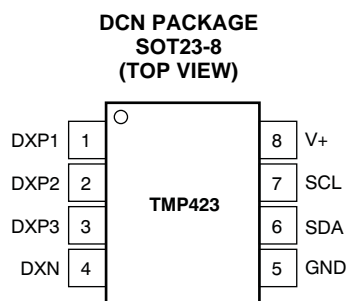 DCN PACKAGE
SOT23-8
(TOP VIEW)
DXP1 1 8 V+
DXP2 2 7 SCL
TMP423
DXP3 3 6 SDA
DXN 4 5 GND